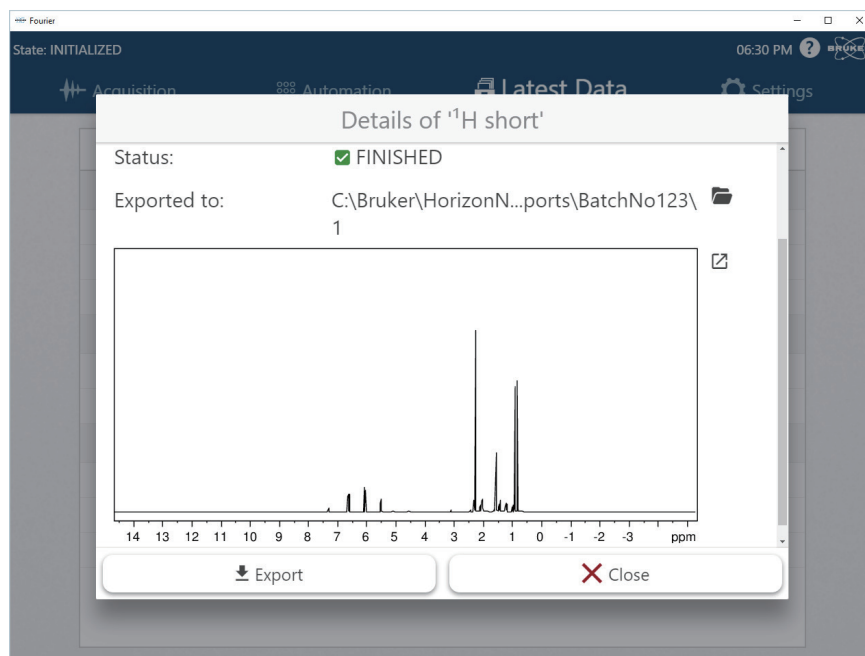 Fourier
State: INITIALIZED
06:30 PM
?
BRUKER
Acquisition
Automation
Latest Data
Settings
Details of '¹H short'
Status:
FINISHED
Exported to:
C:\Bruker\HorizonN...ports\BatchNo123\
1
14 13 12 11 10 9 8 7 6 5 4 3 2 1 0 -1 -2 -3 ppm
Export
Close